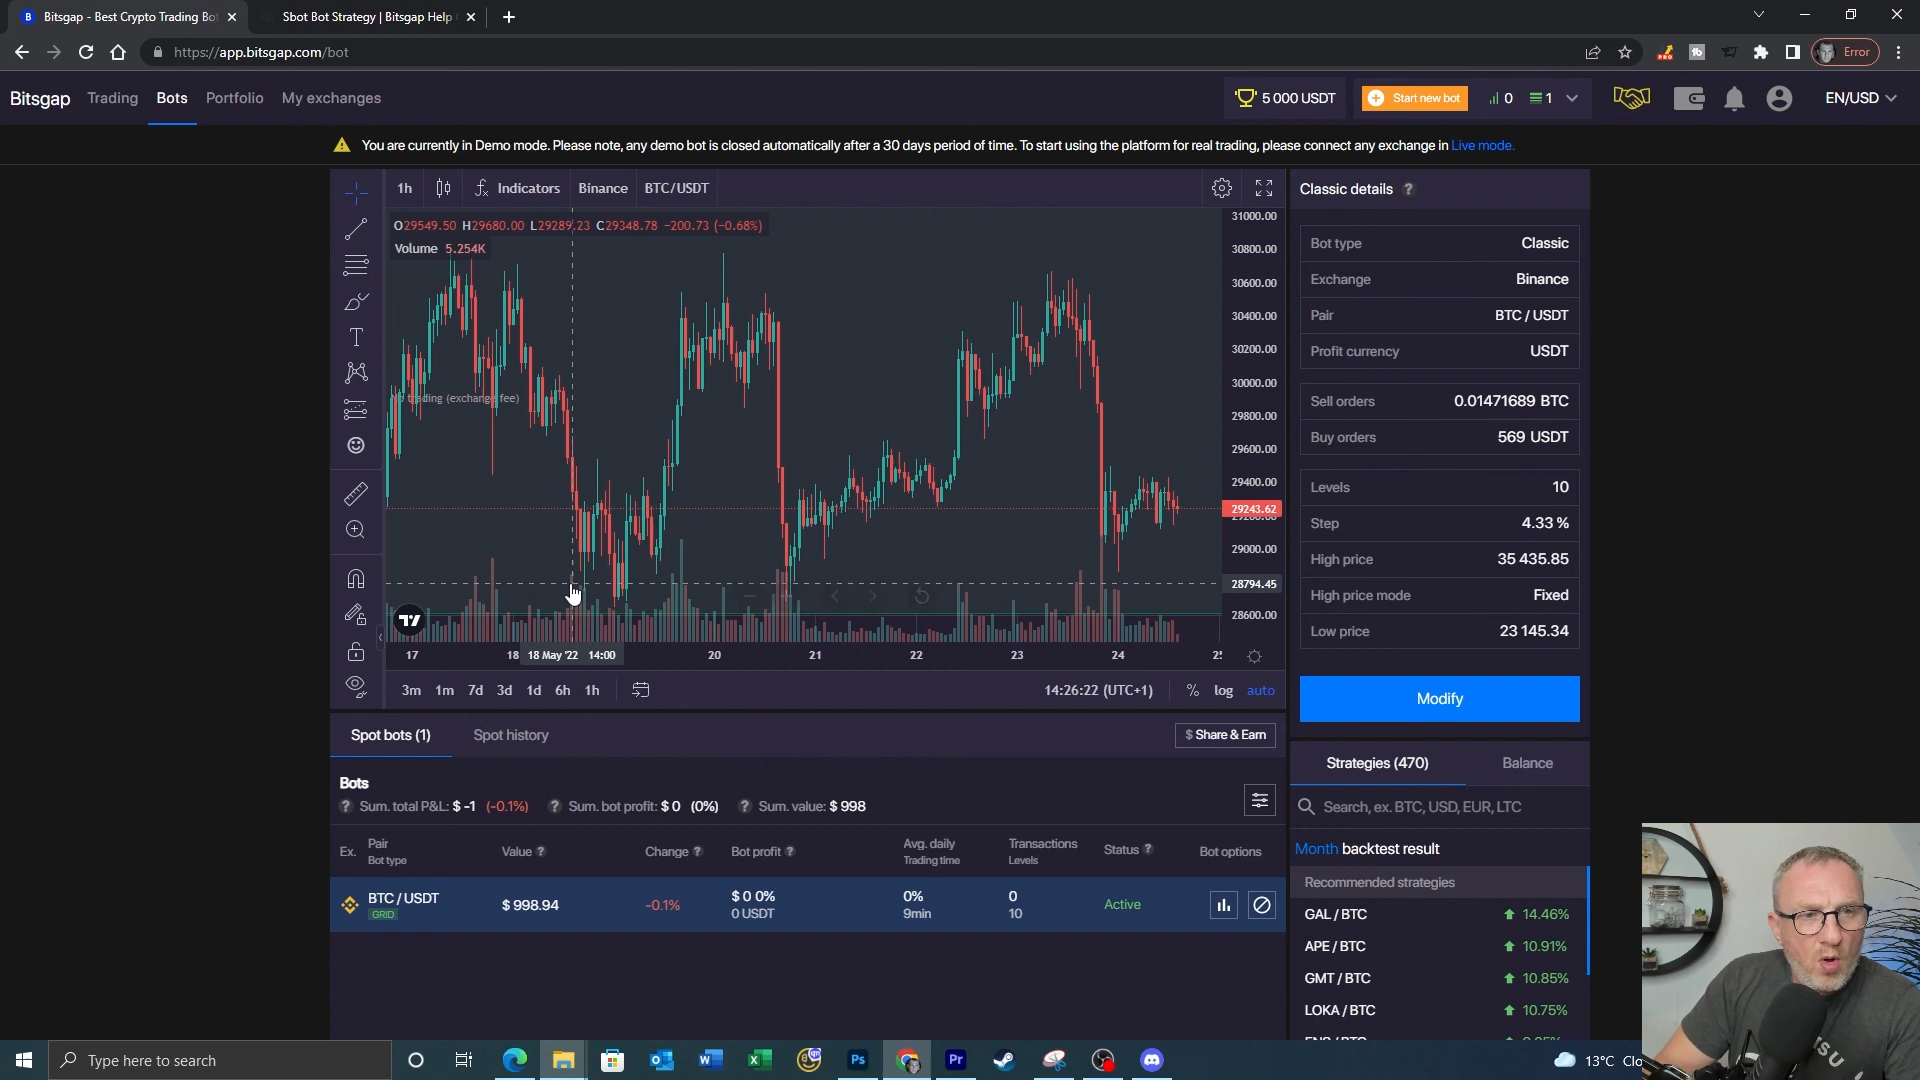 Bitsgap - Best Crypto Trading Bot
Sbot Bot Strategy | Bitsgap Help
https://app.bitsgap.com/bot
Error
Bitsgap Trading Bots Portfolio My exchanges
5 000 USDT
Start new bot
0
1
EN/USD
You are currently in Demo mode. Please note, any demo bot is closed automatically after a 30 days period of time. To start using the platform for real trading, please connect any exchange in Live mode.
1h Indicators Binance BTC/USDT
O29549.50 H29680.00 L29289.23 C29348.78 -200.73 (-0.68%)
Volume 5.254K
trading (exchange fee)
31000.00
30800.00
30600.00
30400.00
30200.00
30000.00
29800.00
29600.00
29400.00
29243.62
29200.00
29000.00
28794.45
28600.00
17 18 18 May '22 14:00 20 21 22 23 24
3m 1m 7d 3d 1d 6h 1h
14:26:22 (UTC+1) % log auto
Classic details ?
Bot type Classic
Exchange Binance
Pair BTC / USDT
Profit currency USDT
Sell orders 0.01471689 BTC
Buy orders 569 USDT
Levels 10
Step 4.33 %
High price 35 435.85
High price mode Fixed
Low price 23 145.34
Modify
Spot bots (1) Spot history
$ Share & Earn
Bots
? Sum. total P&L: $ -1 (-0.1%) ? Sum. bot profit: $ 0 (0%) ? Sum. value: $ 998
Ex. Pair Value ? Change ? Bot profit ? Avg. daily Transactions Status ? Bot options
Bot type Trading time Levels
BTC / USDT $ 998.94 -0.1% $ 0 0% 0% 0 Active
GRID 0 USDT 9min 10
Strategies (470) Balance
Search, ex. BTC, USD, EUR, LTC
Month backtest result
Recommended strategies
GAL / BTC 14.46%
APE / BTC 10.91%
GMT / BTC 10.85%
LOKA / BTC 10.75%
Type here to search
Ps
Pr
13°C